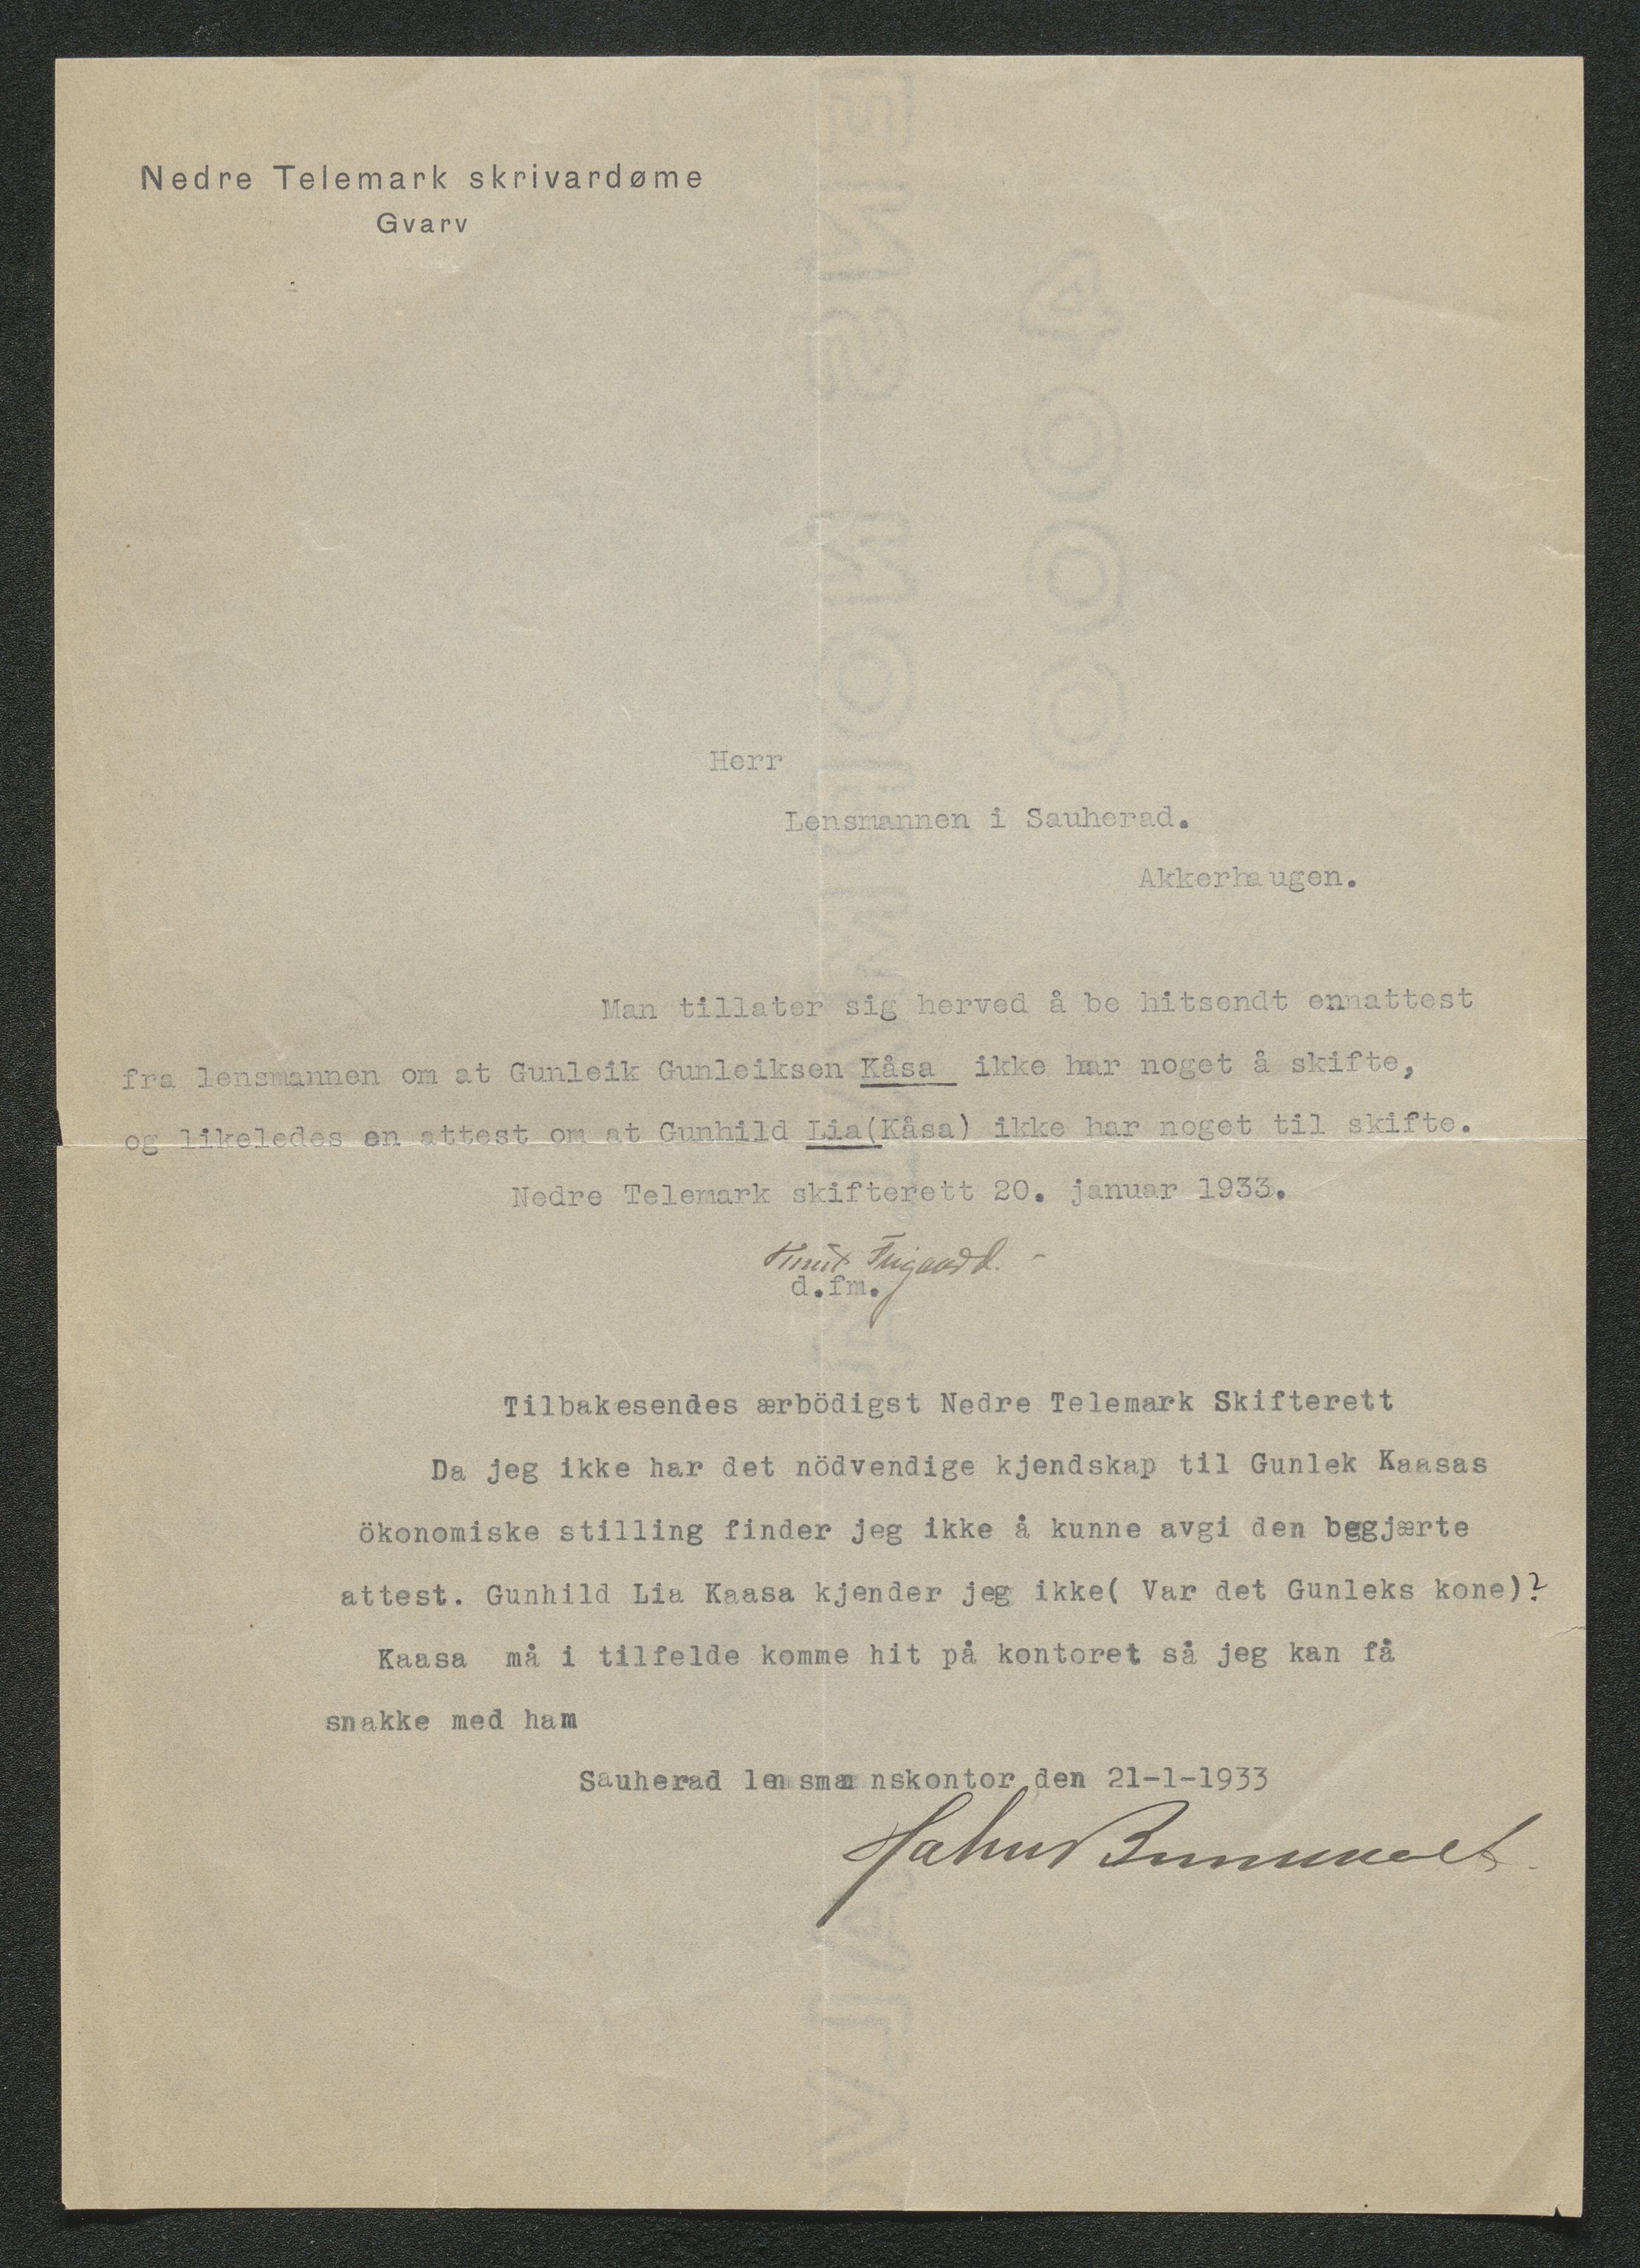 Nedre Telemark skrivardøme
Gvarv
Herr
Lensmannen i Sauherad.
Akkerhaugen.
Man tillater sig herved å be hitsendt ennattest
fra lensmannen om at Gunleik Gunleiksen Kåsa ikke har noget å skifte,
og likeledes en attest om at Gunhild Lia(Kåsa) ikke har noget til skifte.
Nedre Telemark skifterett 20. januar 1933.
Knut
d.fm.
Tilbakesendes ærbödigst Nedre Telemark Skifterett
Da jeg ikke har det nödvendige kjendskap til Gunlek Kaasas
ökonomiske stilling finder jeg ikke å kunne avgi den beggjærte
attest. Gunhild Lia Kaasa kjender jeg ikke( Var det Gunleks kone)?
Kaasa må i tilfelde komme hit på kontoret så jeg kan få
snakke med ham
Sauherad lensmannskontor den 21-1-1933